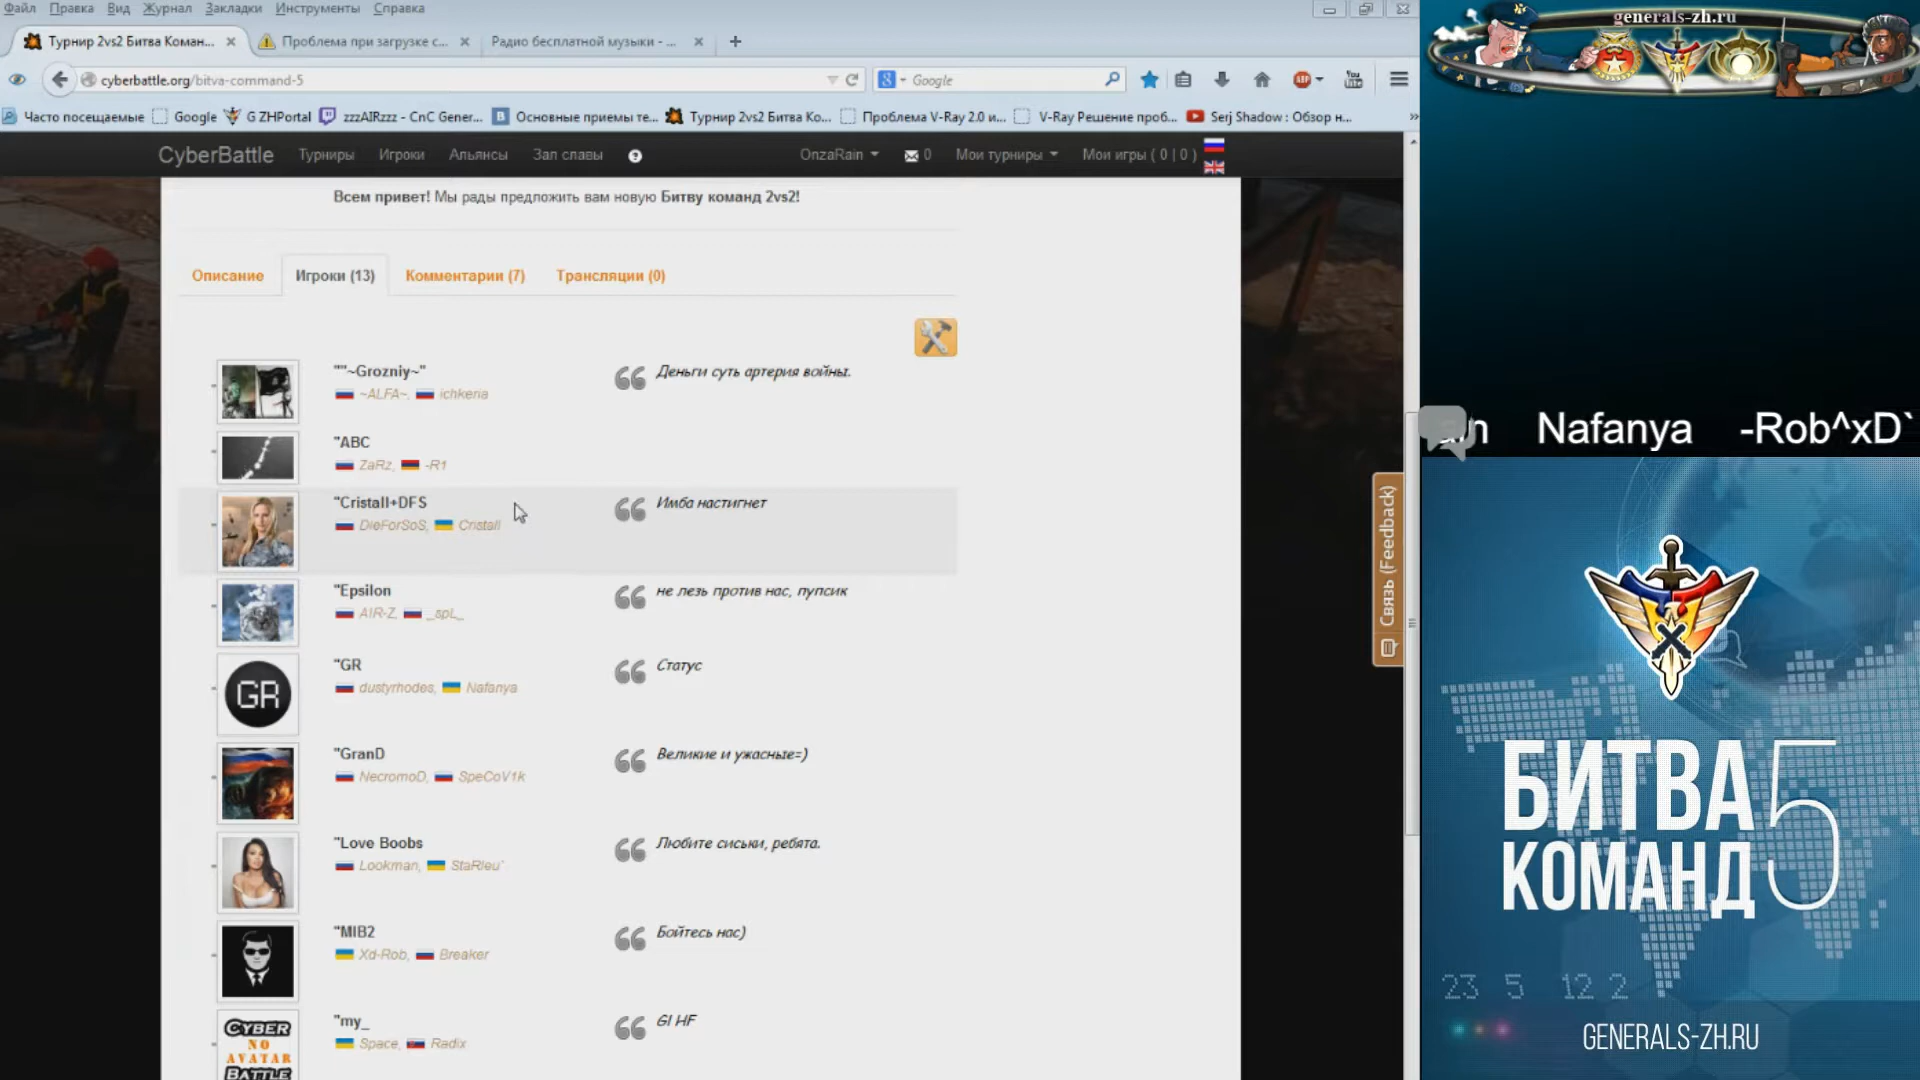 Файл Правка Вид Журнал Закладки Инструменты Справка
Турнир 2vs2 Битва Коман... Проблема при загрузке с... Радио бесплатной музыки - ...
cyberbattle.org/bitva-command-5 Google
Часто посещаемые Google G ZHPortal zzzAIRzzz - CnC Gener... Основные приемы те... Турнир 2vs2 Битва Ко... Проблема V-Ray 2.0 и... V-Ray Решение проб... Serj Shadow : Обзор н...
CyberBattle Турниры Игроки Альянсы Зал славы OnzaRain 0 Мои турниры Мои игры ( 0 | 0 )
Всем привет! Мы рады предложить вам новую Битву команд 2vs2!
Описание Игроки (13) Комментарии (7) Трансляции (0)
""~Grozniy~" Деньги суть артерия войны.
~ALFA~, ichkeria
"ABC
ZaRz, -R1
"Cristall+DFS Имба настигнет
DieForSoS, Cristall
"Epsilon не лезь против нас, пупсик
AIR-Z, _spL_
"GR Статус
GR
dustyrhodes, Nafanya
"GranD Великие и ужасные=)
NecromoD, SpeCoV1k
"Love Boobs Любите сиськи, ребята.
Lookman, StaRleu`
"MIB2 Бойтесь нас)
Xd-Rob, Breaker
"my_ Gl HF
Space, Radix
CYBER
NO
AVATAR
BATTLE
Связь (Feedback)
generals-zh.ru
Nafanya -Rob^xD`
БИТВА
КОМАНД 5
23 5 12 2
GENERALS-ZH.RU